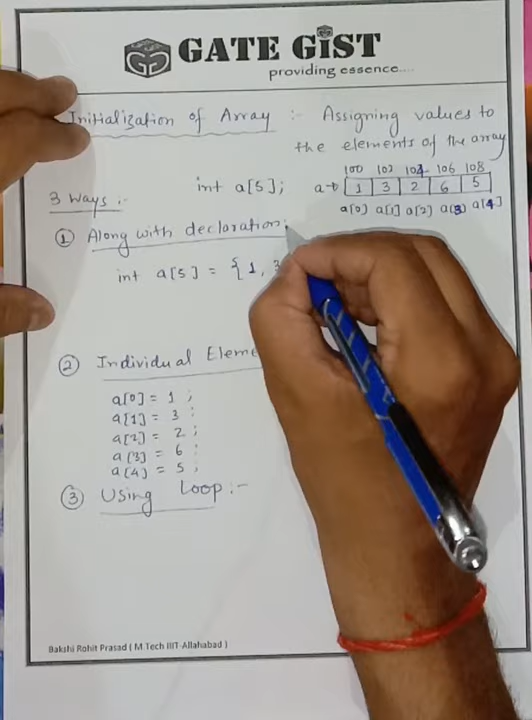 GATE GIST
providing essence....
Initialization of Array :- Assigning values to
the elements of the array
100 102 104 106 108
int a[5]; a→ 1 3 2 6 5
3 Ways :-
a[0] a[1] a[2] a[3] a[4]
① Along with declaration:
int a[5] = { 1, 3
② Individual Eleme
a[0] = 1 ;
a[1] = 3 ;
a[2] = 2 ;
a[3] = 6 ;
a[4] = 5 ;
③ Using Loop :-
Bakshi Rohit Prasad ( M.Tech IIIT-Allahabad )